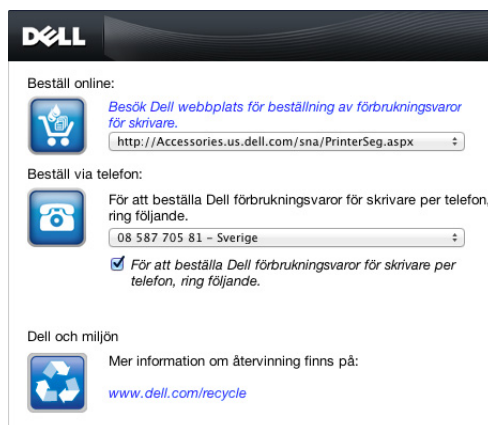 DELL
Beställ online:
Besök Dell webbplats för beställning av förbrukningsvaror
för skrivare.
http://Accessories.us.dell.com/sna/PrinterSeg.aspx
Beställ via telefon:
För att beställa Dell förbrukningsvaror för skrivare per telefon,
ring följande.
08 587 705 81 – Sverige
För att beställa Dell förbrukningsvaror för skrivare per
telefon, ring följande.
Dell och miljön
Mer information om återvinning finns på:
www.dell.com/recycle